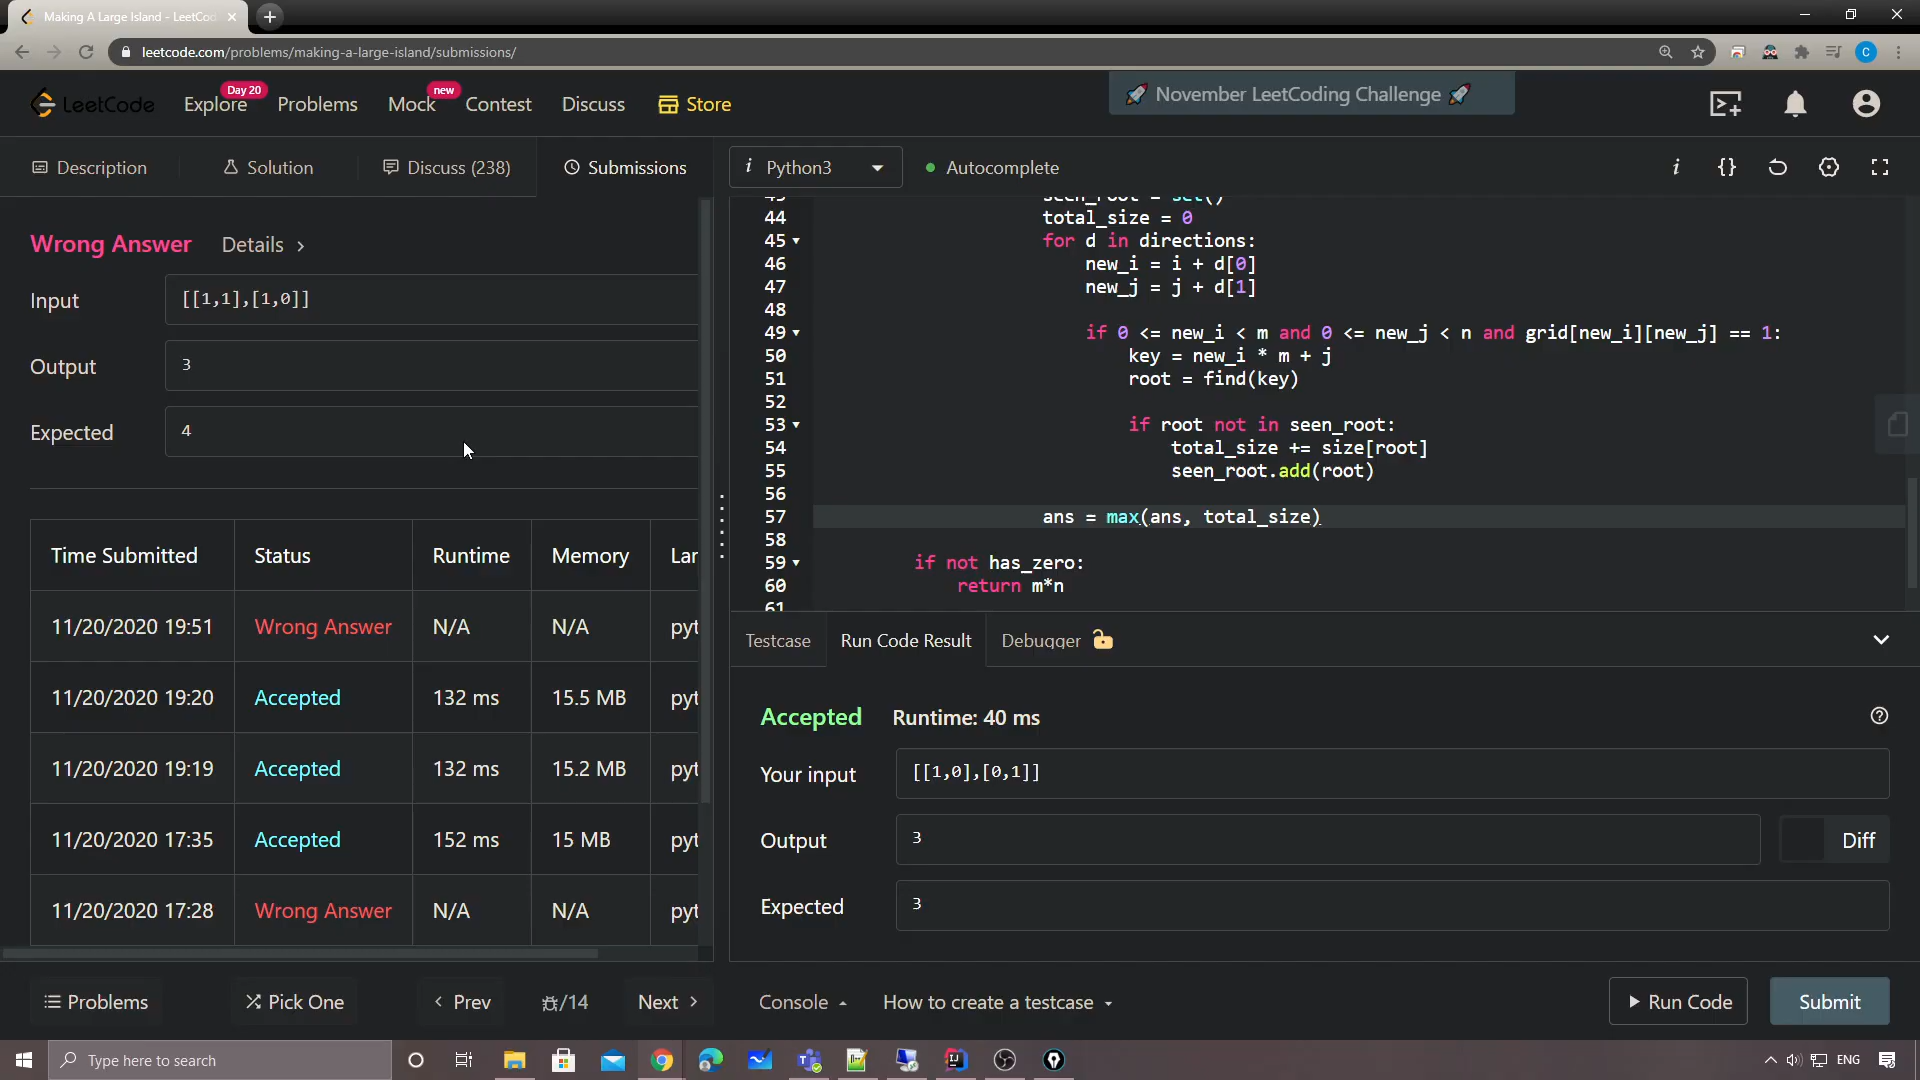 Making A Large Island - LeetCod
leetcode.com/problems/making-a-large-island/submissions/
C
LeetCode
Explore
Day 20
Problems
Mock
new
Contest
Discuss
Store
November LeetCoding Challenge
Description
Solution
Discuss (238)
Submissions
i Python3
Autocomplete
i
{}
Wrong Answer
Details >
Input
[[1,1],[1,0]]
Output
3
Expected
4
Time Submitted Status Runtime Memory Lar
11/20/2020 19:51 Wrong Answer N/A N/A pyt
11/20/2020 19:20 Accepted 132 ms 15.5 MB pyt
11/20/2020 19:19 Accepted 132 ms 15.2 MB pyt
11/20/2020 17:35 Accepted 152 ms 15 MB pyt
11/20/2020 17:28 Wrong Answer N/A N/A pyt
43 seen_root = set()
44 total_size = 0
45 for d in directions:
46 new_i = i + d[0]
47 new_j = j + d[1]
48
49 if 0 <= new_i < m and 0 <= new_j < n and grid[new_i][new_j] == 1:
50 key = new_i * m + j
51 root = find(key)
52
53 if root not in seen_root:
54 total_size += size[root]
55 seen_root.add(root)
56
57 ans = max(ans, total_size)
58
59 if not has_zero:
60 return m*n
61
Testcase
Run Code Result
Debugger
Accepted
Runtime: 40 ms
Your input
[[1,0],[0,1]]
Output
3
Diff
Expected
3
Problems
Pick One
< Prev
/14
Next >
Console
How to create a testcase
Run Code
Submit
Type here to search
ENG